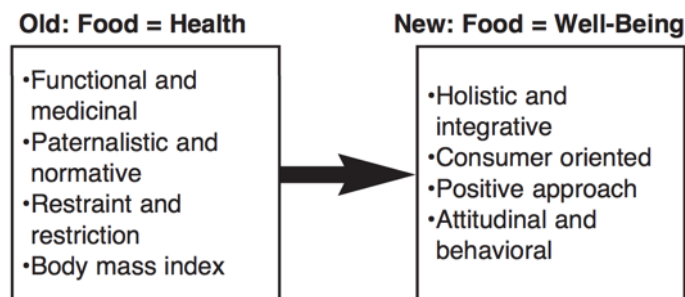 Old: Food = Health
•Functional and
medicinal
•Paternalistic and
normative
•Restraint and
restriction
•Body mass index
New: Food = Well-Being
•Holistic and
integrative
•Consumer oriented
•Positive approach
•Attitudinal and
behavioral